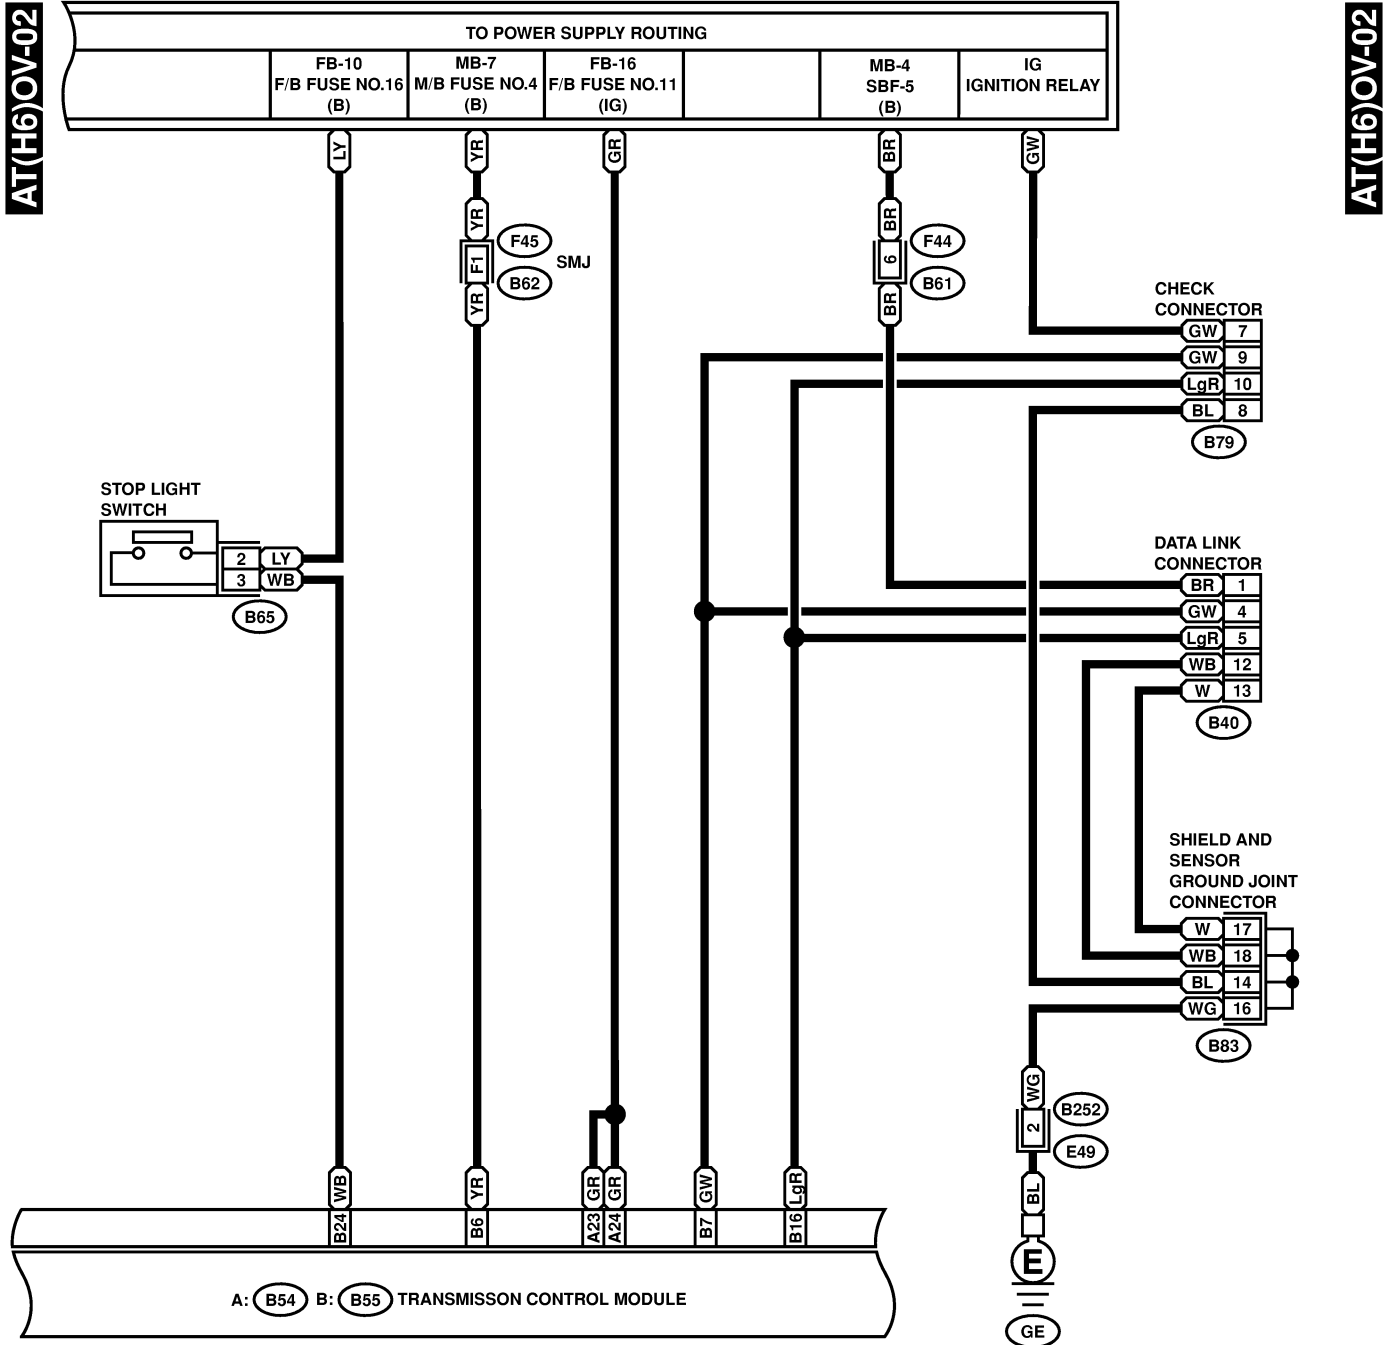 AT(H6)OV-02
AT(H6)OV-02
TO POWER SUPPLY ROUTING
FB-10
F/B FUSE NO.16
(B)
MB-7
M/B FUSE NO.4
(B)
FB-16
F/B FUSE NO.11
(IG)
MB-4
SBF-5
(B)
IG
IGNITION RELAY
LY
YR
GR
BR
GW
YR
F1
YR
F45
B62
SMJ
BR
6
BR
F44
B61
CHECK
CONNECTOR
GW 7
GW 9
LgR 10
BL 8
B79
STOP LIGHT
SWITCH
2 LY
3 WB
B65
DATA LINK
CONNECTOR
BR 1
GW 4
LgR 5
WB 12
W 13
B40
SHIELD AND
SENSOR
GROUND JOINT
CONNECTOR
W 17
WB 18
BL 14
WG 16
B83
WG
2
BL
B252
E49
E
GE
WB
YR
GR
GR
GW
LgR
B24
B6
A23
A24
B7
B16
A: B54 B: B55 TRANSMISSON CONTROL MODULE